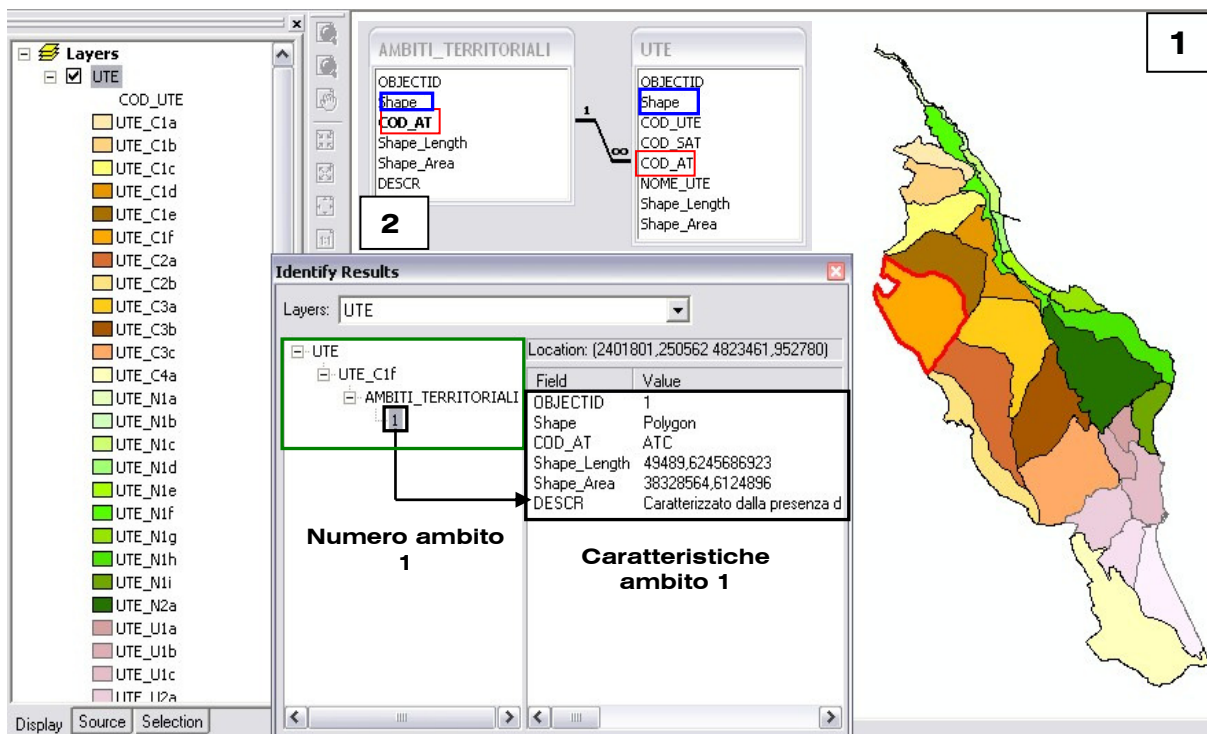 Layers
UTE
COD_UTE
UTE_C1a
UTE_C1b
UTE_C1c
UTE_C1d
UTE_C1e
UTE_C1f
UTE_C2a
UTE_C2b
UTE_C3a
UTE_C3b
UTE_C3c
UTE_C4a
UTE_N1a
UTE_N1b
UTE_N1c
UTE_N1d
UTE_N1e
UTE_N1f
UTE_N1g
UTE_N1h
UTE_N1i
UTE_N2a
UTE_U1a
UTE_U1b
UTE_U1c
UTE_U2a
Display Source Selection
1:1
AMBITI_TERRITORIALI
OBJECTID
Shape
COD_AT
Shape_Length
Shape_Area
DESCR
1
∞
UTE
OBJECTID
Shape
COD_UTE
COD_SAT
COD_AT
NOME_UTE
Shape_Length
Shape_Area
2
1
Identify Results
Layers: UTE
UTE
UTE_C1f
AMBITI_TERRITORIALI
1
Location: (2401801,250562 4823461,952780)
Field Value
OBJECTID 1
Shape Polygon
COD_AT ATC
Shape_Length 49489,6245686923
Shape_Area 38328564,6124896
DESCR Caratterizzato dalla presenza d
Numero ambito
1
Caratteristiche
ambito 1